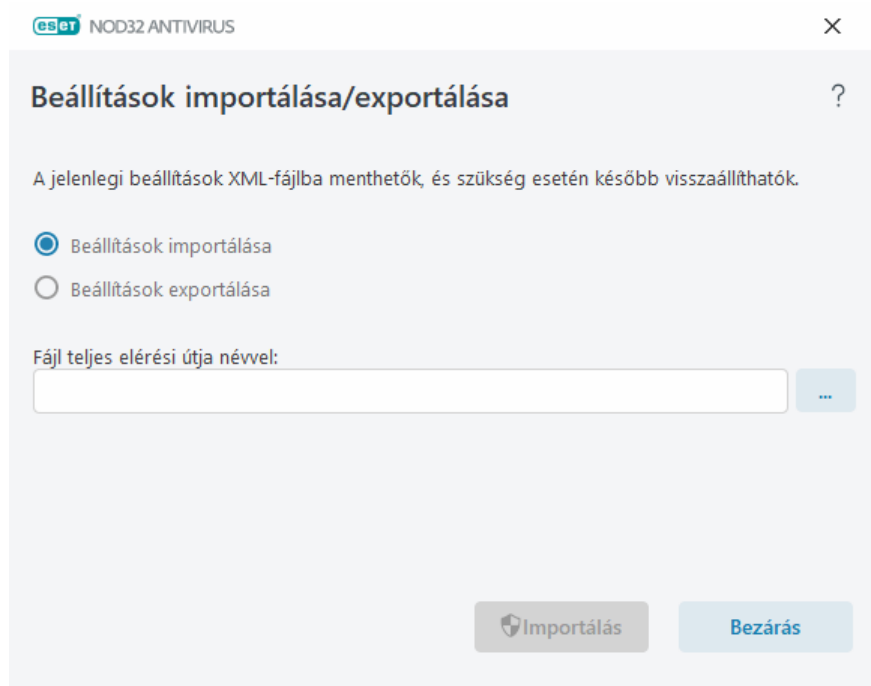 eset NOD32 ANTIVIRUS
Beállítások importálása/exportálása
?
A jelenlegi beállítások XML-fájlba menthetők, és szükség esetén később visszaállíthatók.
Beállítások importálása
Beállítások exportálása
Fájl teljes elérési útja névvel:
...
Importálás
Bezárás